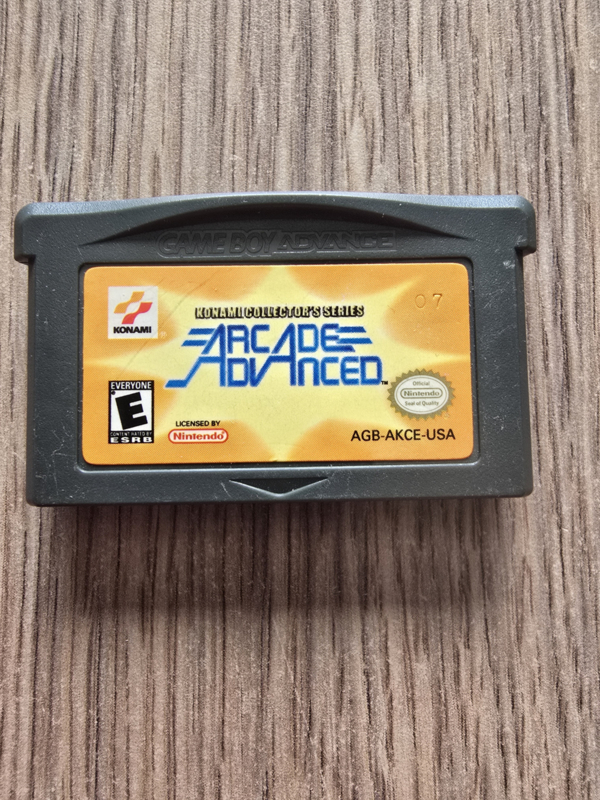 GAME BOY ADVANCE
07
KONAMI COLLECTOR'S SERIES
ARCADE
ADVANCED™
KONAMI
EVERYONE
E
CONTENT RATED BY
ESRB
LICENSED BY
Nintendo
Official
Nintendo
Seal of Quality
AGB-AKCE-USA